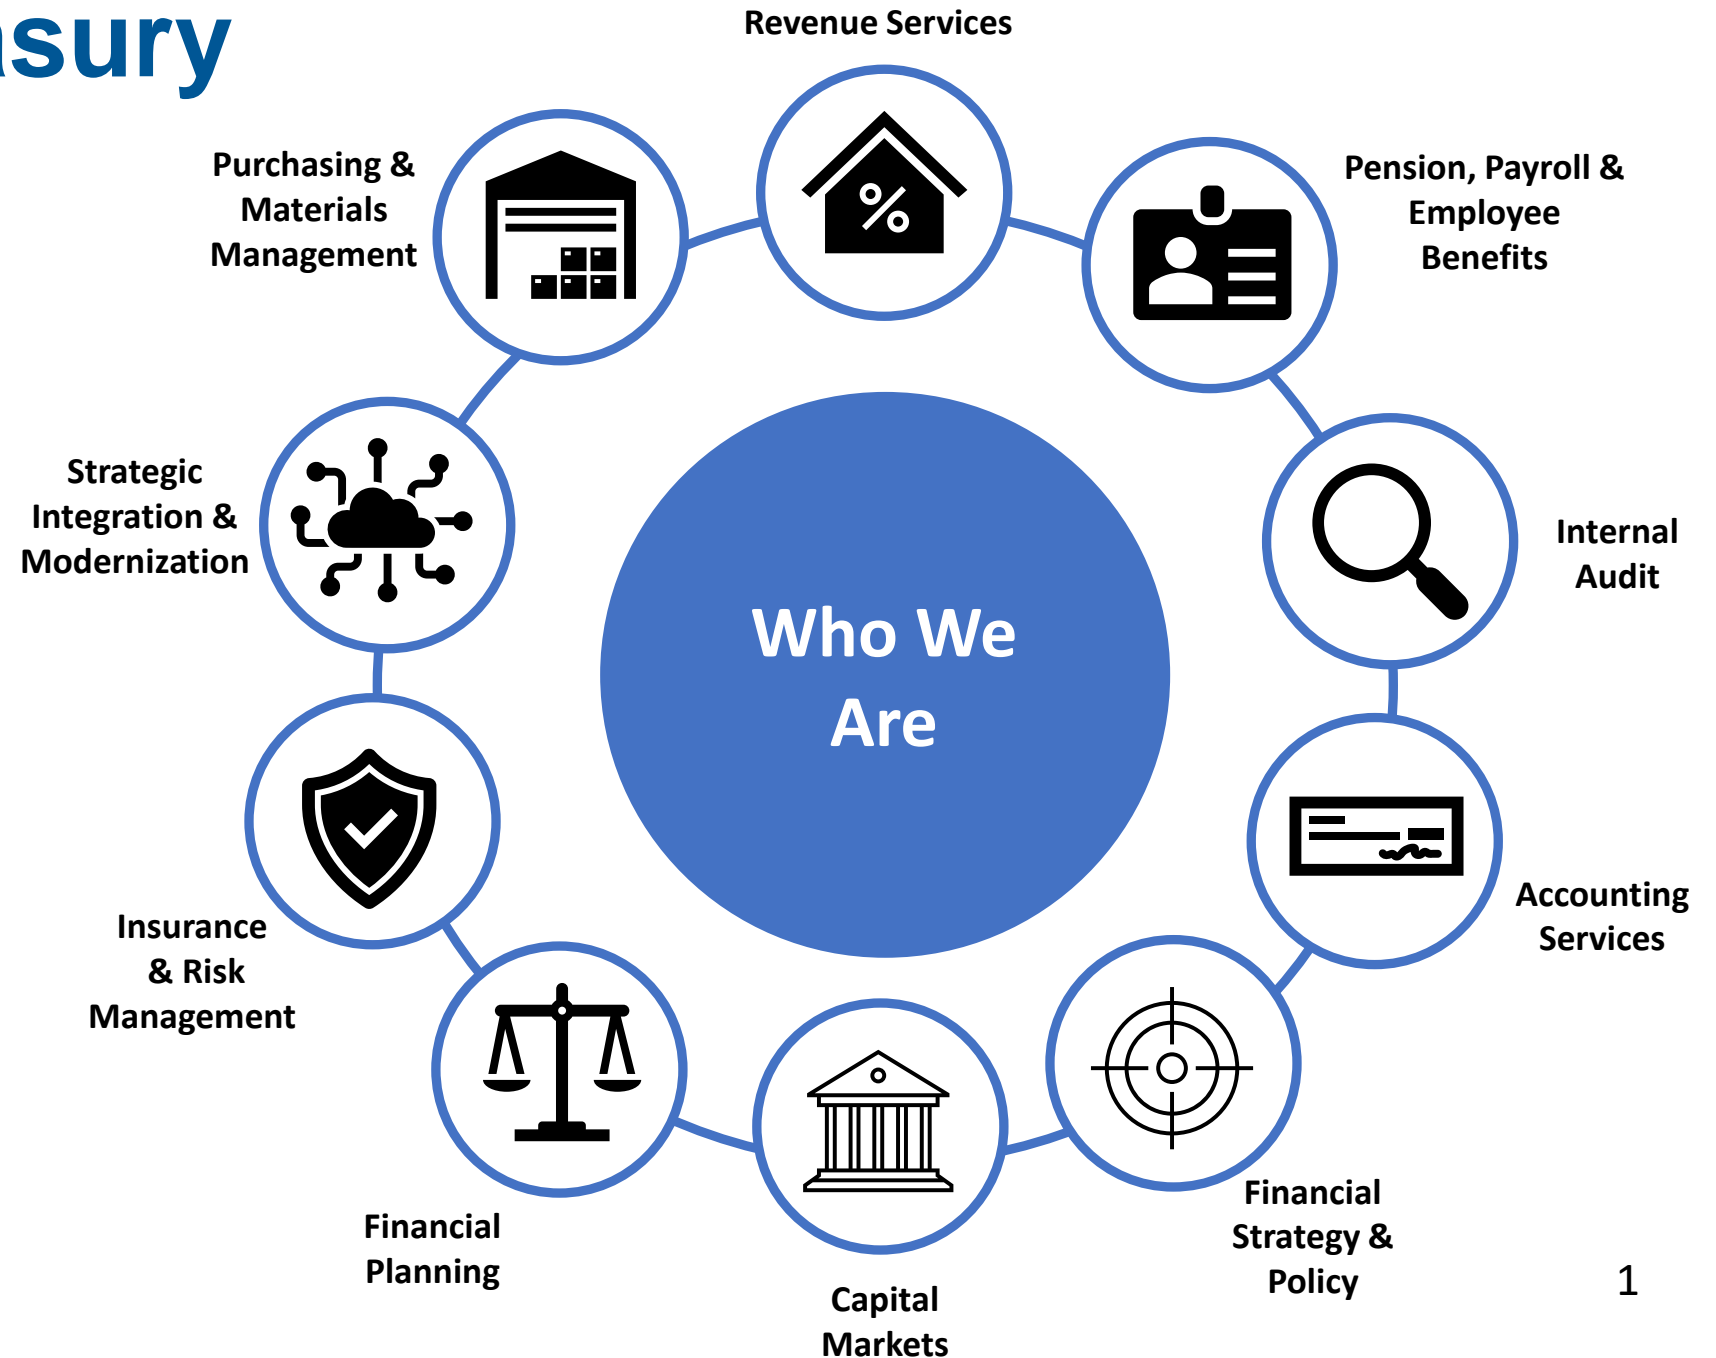 asury
Revenue Services
Purchasing &
Materials
Management
Pension, Payroll &
Employee
Benefits
Strategic
Integration &
Modernization
Internal
Audit
Who We
Are
Accounting
Services
Insurance
& Risk
Management
Financial
Strategy &
Policy
Financial
Planning
Capital
Markets
1